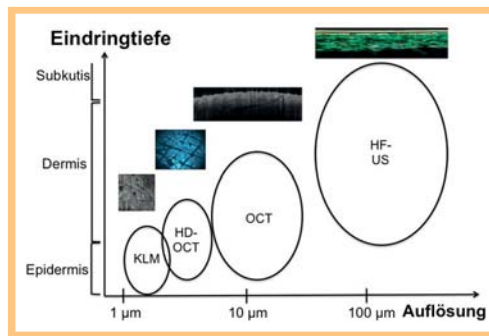 Eindringtiefe
Subkutis
Dermis
Epidermis
KLM
HD-
OCT
OCT
HF-
US
1 µm
10 µm
100 µm
Auflösung